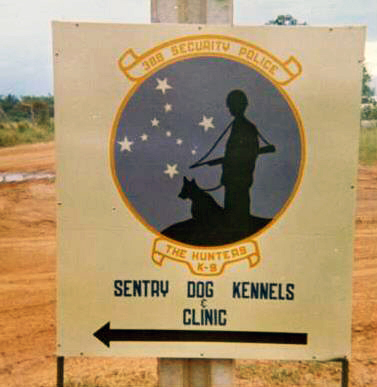 388 SECURITY POLICE
THE HUNTERS
K-9
SENTRY DOG KENNELS
&
CLINIC